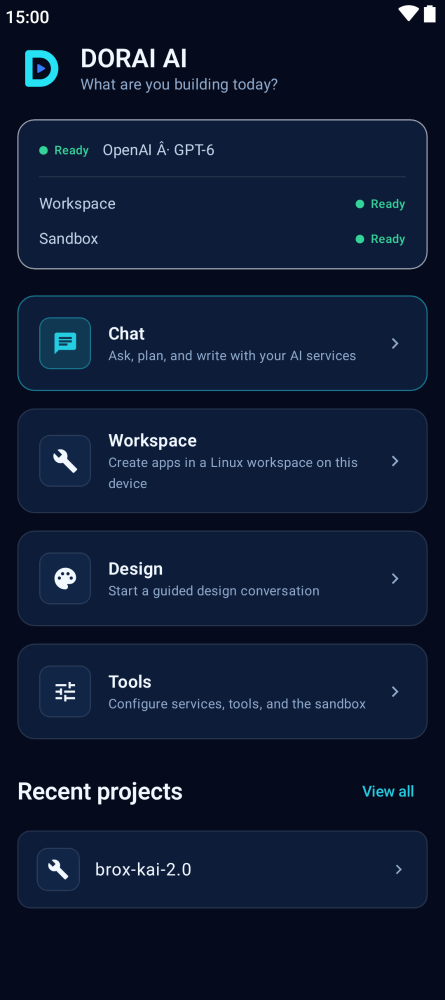 15:00
DORAI AI
What are you building today?
Ready OpenAI Â· GPT-6
Workspace Ready
Sandbox Ready
Chat
Ask, plan, and write with your AI services
Workspace
Create apps in a Linux workspace on this
device
Design
Start a guided design conversation
Tools
Configure services, tools, and the sandbox
Recent projects View all
brox-kai-2.0